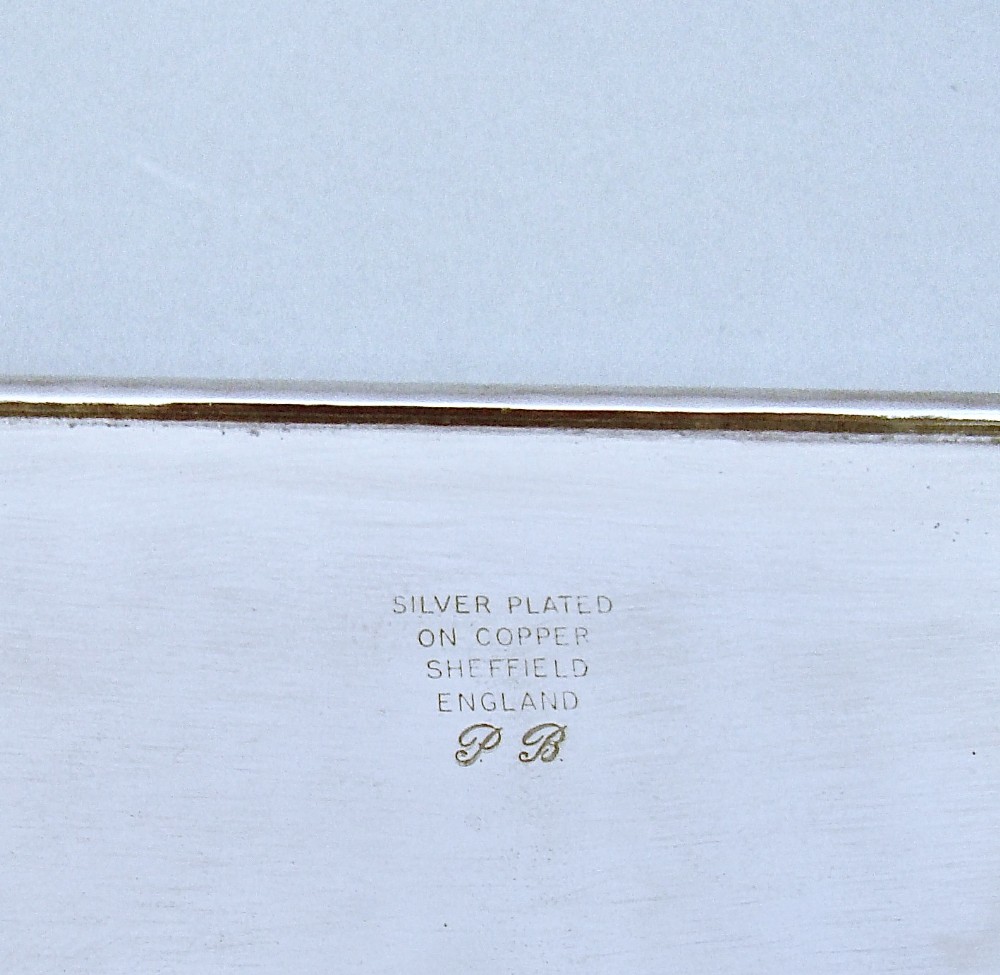 SILVER PLATED
ON COPPER
SHEFFIELD
ENGLAND
P. B.